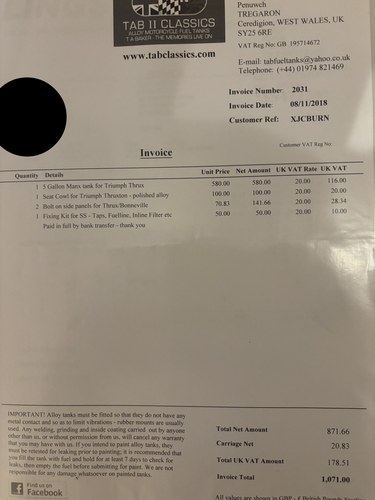 TAB II CLASSICS
ALLOY MOTORCYCLE FUEL TANKS
T.A BAKER - THE MEMORIES LIVE ON
www.tabclassics.com
Penuwch
TREGARON
Ceredigion, WEST WALES, UK
SY25 6RE
VAT Reg No: GB 195714672
E-mail: tabfueltanks@yahoo.co.uk
Telephone: (+44) 01974 821469
Invoice Number: 2031
Invoice Date: 08/11/2018
Customer Ref: XJCBURN
Customer VAT Reg No:
Invoice
Quantity Details Unit Price Net Amount UK VAT Rate UK VAT
1 5 Gallon Manx tank for Triumph Thrux 580.00 580.00 20.00 116.00
1 Seat Cowl for Triumph Thruxton - polished alloy 100.00 100.00 20.00 20.00
2 Bolt on side panels for Thrux/Bonneville 70.83 141.66 20.00 28.34
1 Fixing Kit for SS - Taps, Fuelline, Inline Filter etc 50.00 50.00 20.00 10.00
Paid in full by bank transfer - thank you
IMPORTANT! Alloy tanks must be fitted so that they do not have any
metal contact and so as to limit vibrations - rubber mounts are usually
used. Any welding, grinding and inside coating carried out by anyone
other than us, or without permission from us, will cancel any warranty
that you may have with us. If you intend to paint alloy tanks, they
must be retested for leaking prior to painting; it is recommended that
you fill the tank with fuel and hold for at least 7 days to check for
leaks, then empty the fuel before submitting for paint. We are not
responsible for any damage whatsoever on painted tanks.
Find us on
Facebook
Total Net Amount 871.66
Carriage Net 20.83
Total UK VAT Amount 178.51
Invoice Total 1,071.00
All values are shown in GBP - £ British Pounds